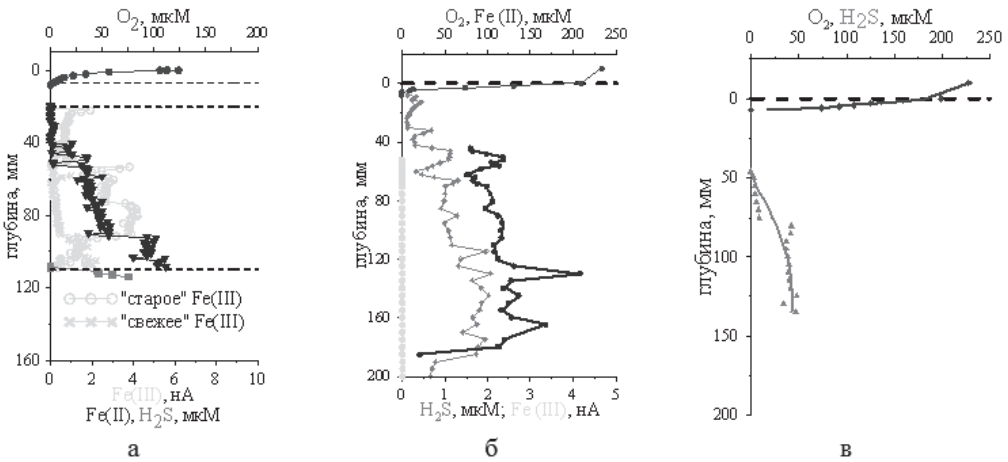 O₂, мкМ
0 50 100 150 200
глубина, мм
0
40
80
120
160
"старое" Fe(III)
"свежее" Fe(III)
0 2 4 6 8 10
Fe(III), нА
Fe(II), H₂S, мкМ
а
O₂, Fe (II), мкМ
0 50 100 150 200 250
глубина, мм
0
40
80
120
160
200
0 1 2 3 4 5
H₂S, мкМ; Fe (III), нА
б
O₂, H₂S, мкМ
0 50 100 150 200 250
глубина, мм
0
50
100
150
200
в